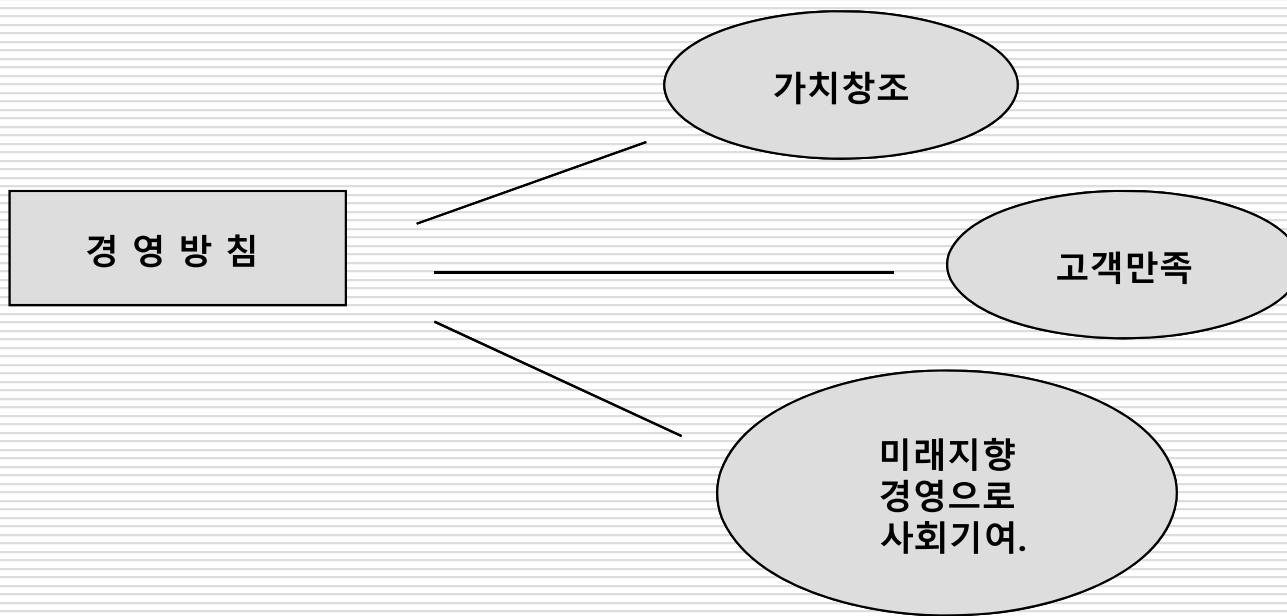 가치창조
경 영 방 침
고객만족
미래지향
경영으로
사회기여.